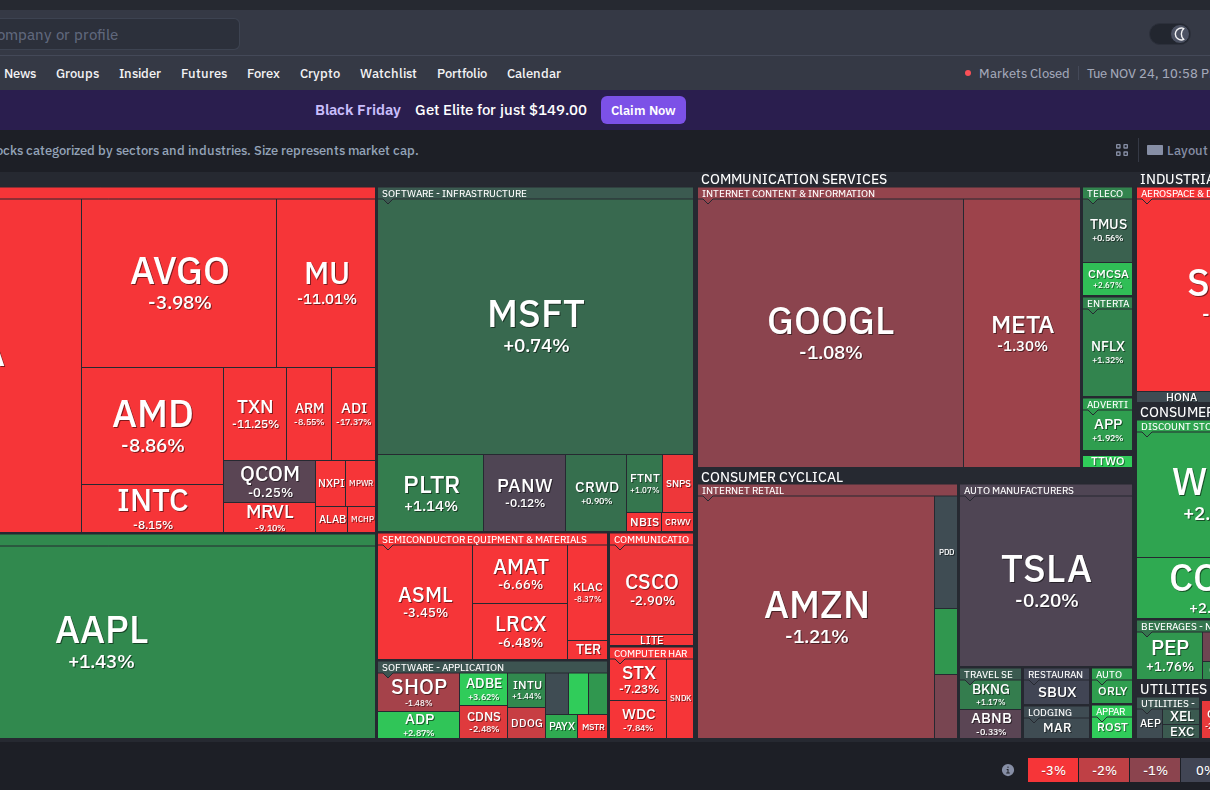 ompany or profile
News Groups Insider Futures Forex Crypto Watchlist Portfolio Calendar
Markets Closed Tue NOV 24, 10:58 P
Black Friday Get Elite for just $149.00 Claim Now
ocks categorized by sectors and industries. Size represents market cap.
Layout
AVGO
-3.98%
MU
-11.01%
AMD
-8.86%
TXN
-11.25%
ARM
-8.55%
ADI
-17.37%
INTC
-8.15%
QCOM
-0.25%
MRVL
-9.10%
NXPI
MPWR
ALAB
MCHP
AAPL
+1.43%
SOFTWARE - INFRASTRUCTURE
MSFT
+0.74%
PLTR
+1.14%
PANW
-0.12%
CRWD
+0.90%
FTNT
+1.07%
SNPS
NBIS
CRWV
SEMICONDUCTOR EQUIPMENT & MATERIALS
ASML
-3.45%
AMAT
-6.66%
LRCX
-6.48%
KLAC
-8.37%
TER
COMMUNICATIO
CSCO
-2.90%
LITE
COMPUTER HAR
STX
-7.23%
WDC
-7.84%
SNDK
SOFTWARE - APPLICATION
SHOP
-1.48%
ADP
+2.87%
ADBE
+3.62%
INTU
+1.44%
CDNS
-2.48%
DDOG
PAYX
MSTR
COMMUNICATION SERVICES
INTERNET CONTENT & INFORMATION
GOOGL
-1.08%
META
-1.30%
TELECO
TMUS
+0.56%
CMCSA
+2.67%
ENTERTA
NFLX
+1.32%
ADVERTI
APP
+1.92%
TTWO
CONSUMER CYCLICAL
INTERNET RETAIL
AMZN
-1.21%
PDD
AUTO MANUFACTURERS
TSLA
-0.20%
TRAVEL SE
BKNG
+1.17%
ABNB
-0.33%
RESTAURAN
SBUX
LODGING
MAR
AUTO
ORLY
APPAR
ROST
INDUSTRIA
AEROSPACE & D
S
-
HONA
CONSUMER
DISCOUNT STO
W
+2.
CO
+2.
BEVERAGES - N
PEP
+1.76%
UTILITIES
UTILITIES -
AEP
XEL
EXC
-3% -2% -1% 0%